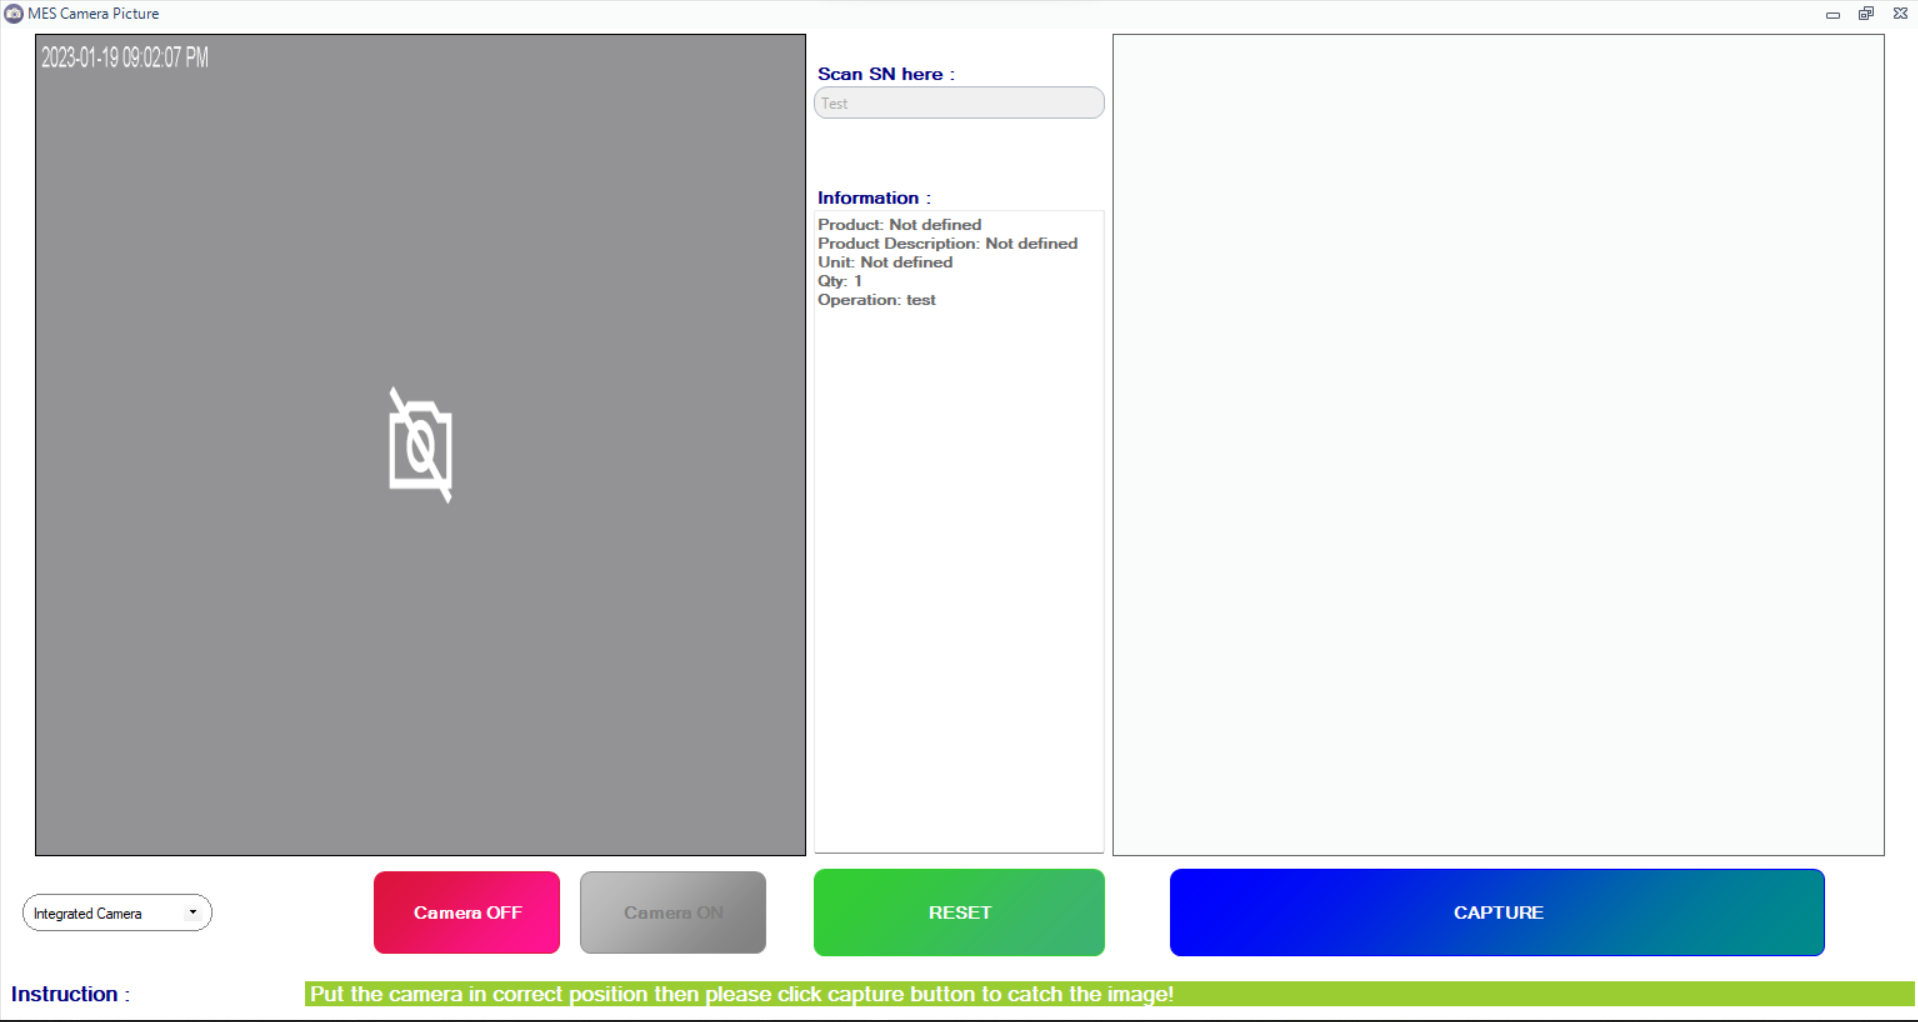 MES Camera Picture
2023-01-19 09:02:07 PM
Scan SN here :
Test
Information :
Product: Not defined
Product Description: Not defined
Unit: Not defined
Qty: 1
Operation: test
Integrated Camera
Camera OFF
Camera ON
RESET
CAPTURE
Instruction :
Put the camera in correct position then please click capture button to catch the image!